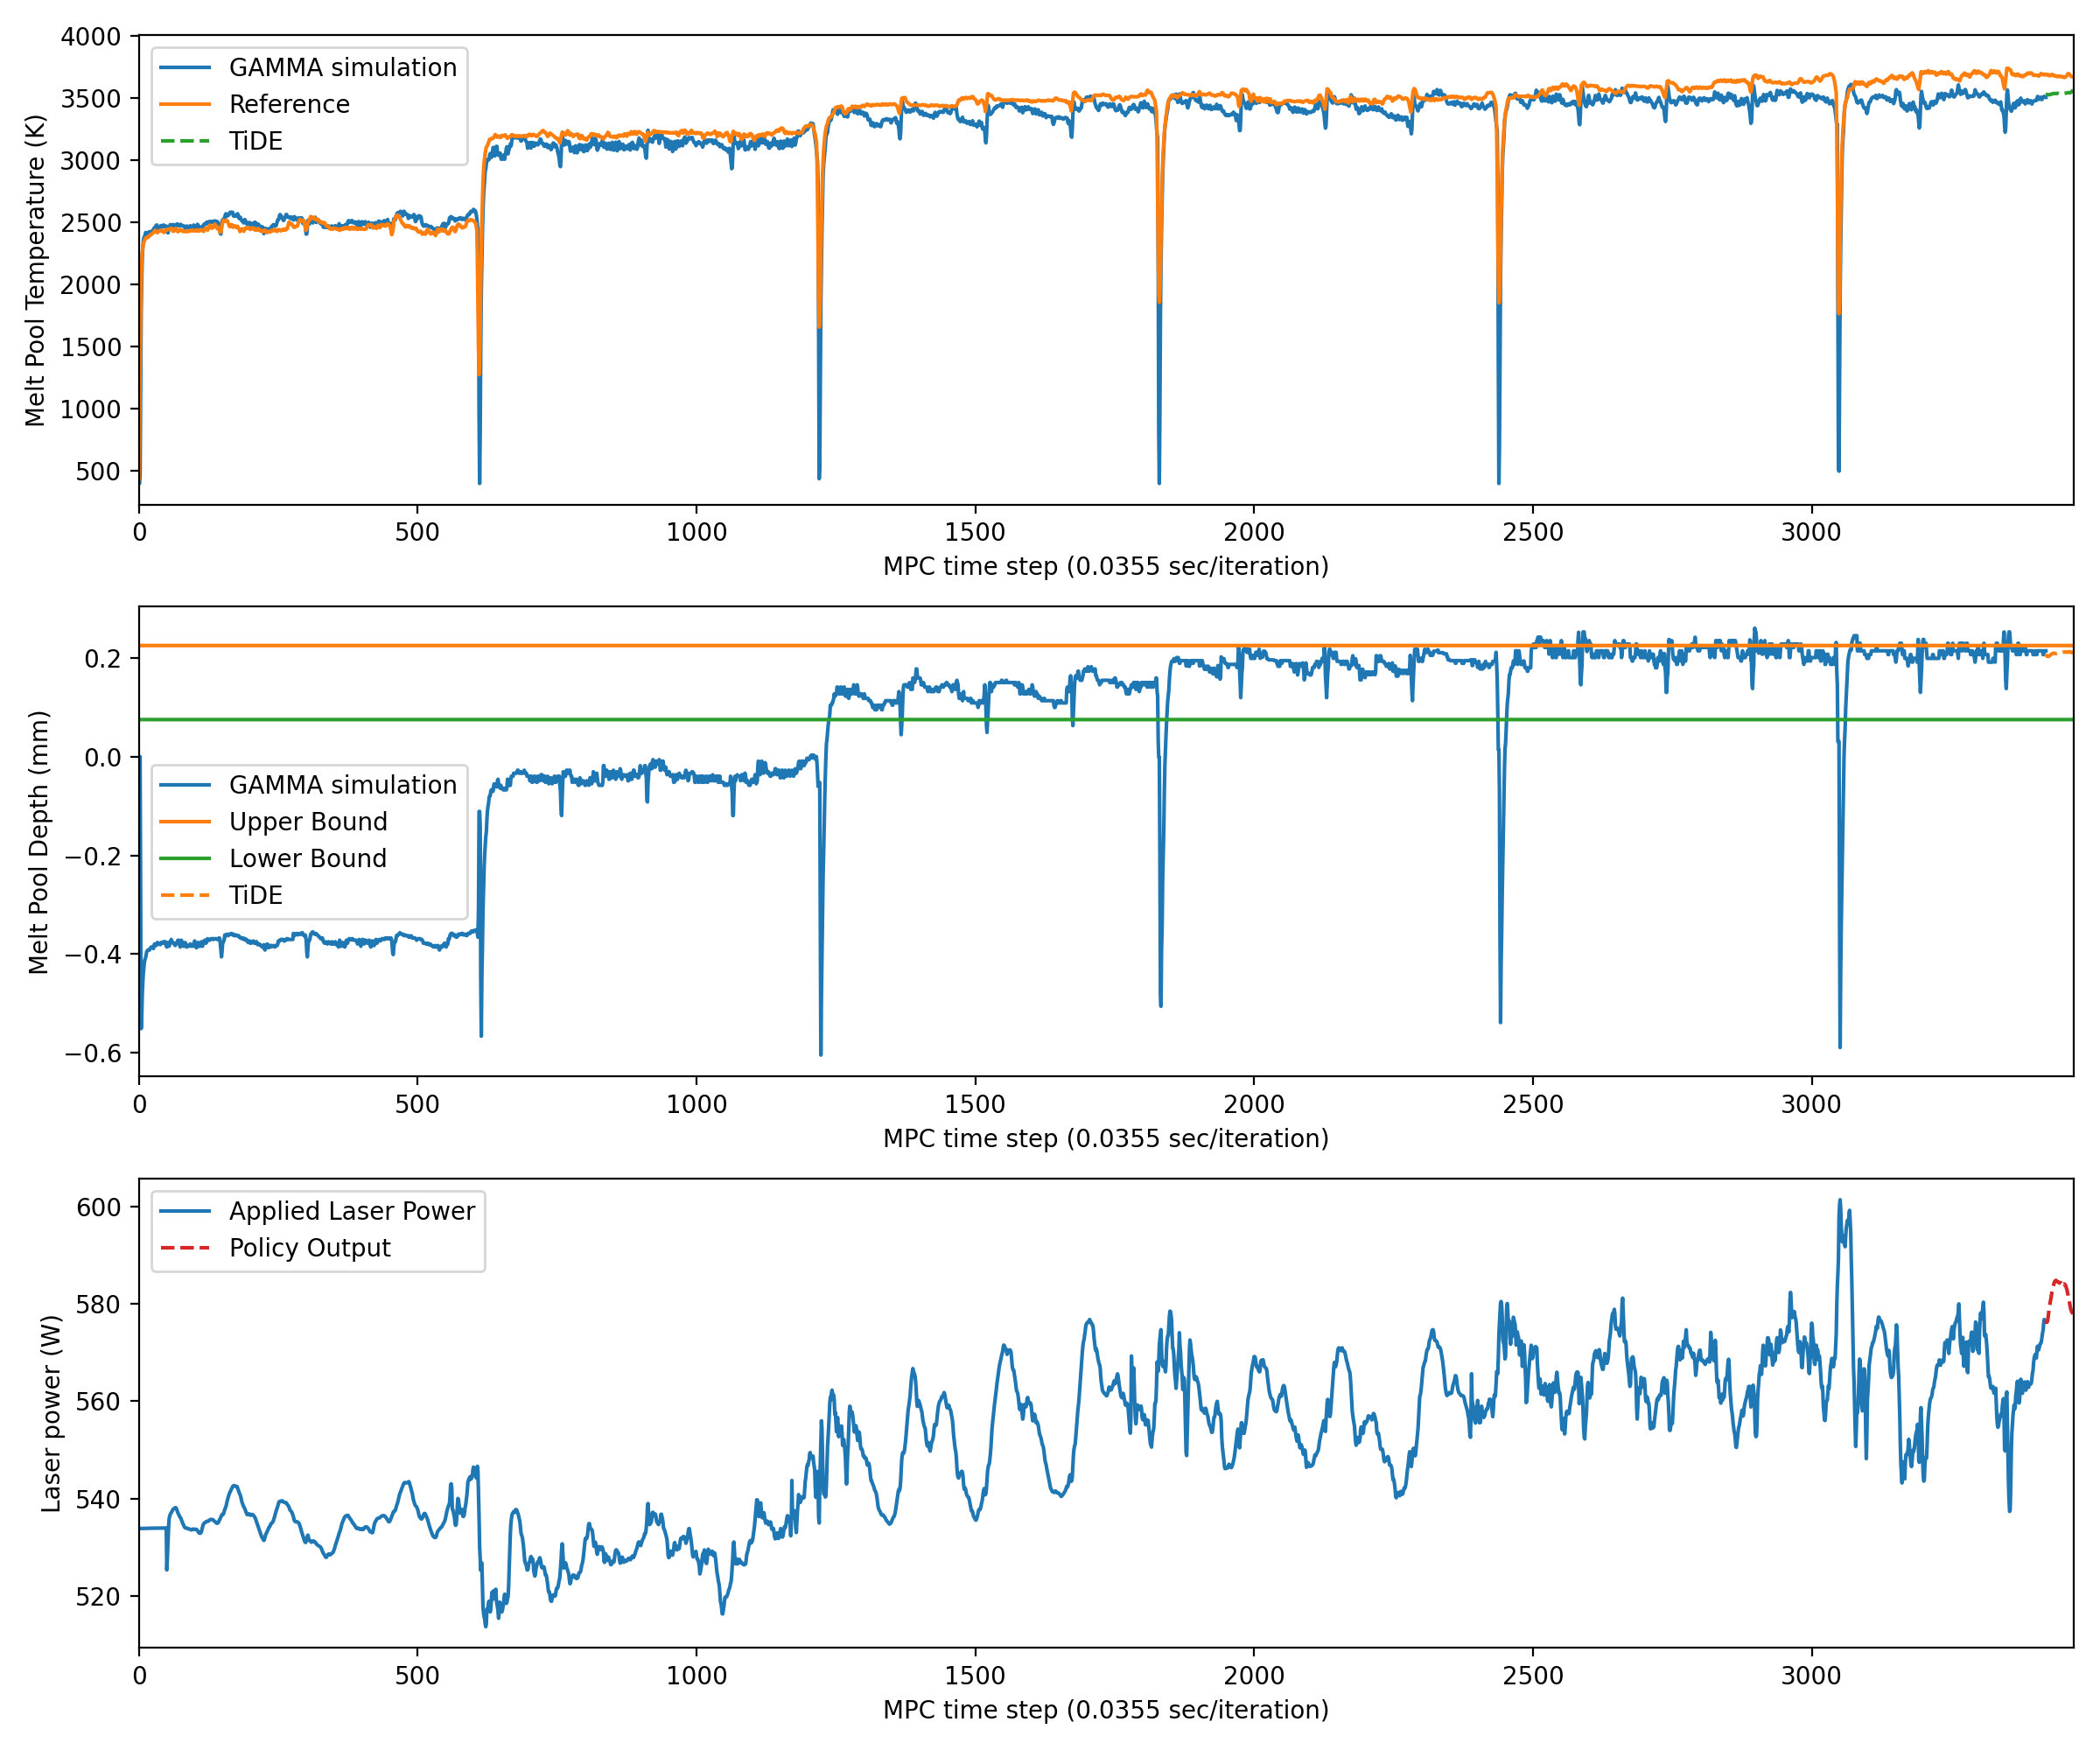 4000
3500
3000
2500
2000
1500
1000
500
Melt Pool Temperature (K)
GAMMA simulation
Reference
TiDE
0 500 1000 1500 2000 2500 3000
MPC time step (0.0355 sec/iteration)
0.2
0.0
−0.2
−0.4
−0.6
Melt Pool Depth (mm)
GAMMA simulation
Upper Bound
Lower Bound
TiDE
0 500 1000 1500 2000 2500 3000
MPC time step (0.0355 sec/iteration)
600
580
560
540
520
Laser power (W)
Applied Laser Power
Policy Output
0 500 1000 1500 2000 2500 3000
MPC time step (0.0355 sec/iteration)